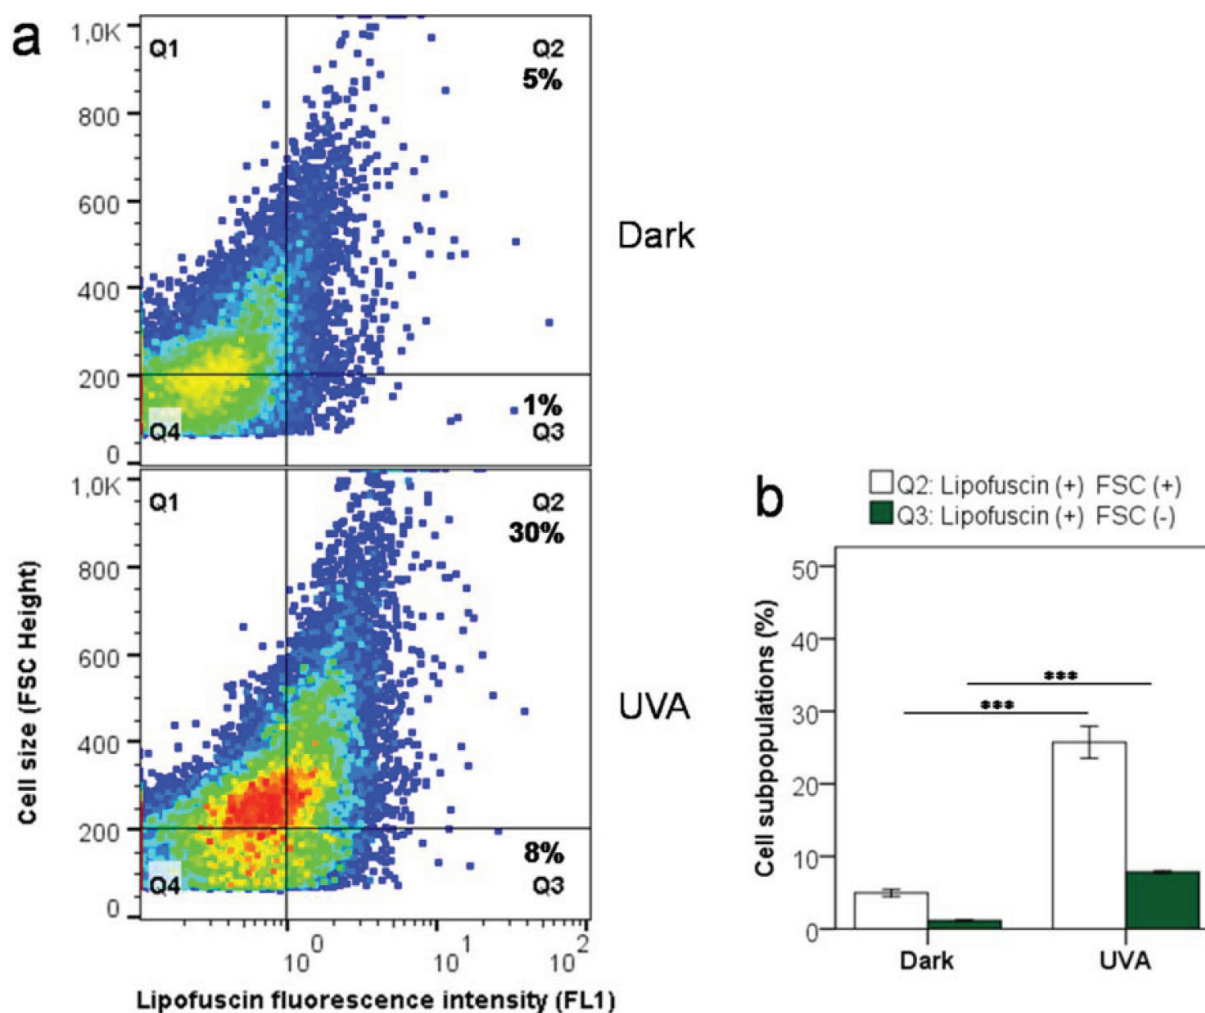 a
1,0K
Q1
Q2
5%
800
600
Dark
400
200
1%
Q4
Q3
0
1,0K
Q1
Q2
30%
800
600
UVA
400
200
8%
Q4
Q3
0
10^0
10^1
10^2
Cell size (FSC Height)
Lipofuscin fluorescence intensity (FL1)
b
Q2: Lipofuscin (+) FSC (+)
Q3: Lipofuscin (+) FSC (-)
50
40
30
20
10
0
***
***
Cell subpopulations (%)
Dark
UVA